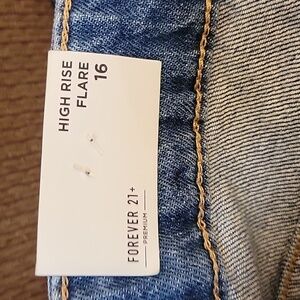 HIGH RISE
FLARE
16
FOREVER 21+
PREMIUM